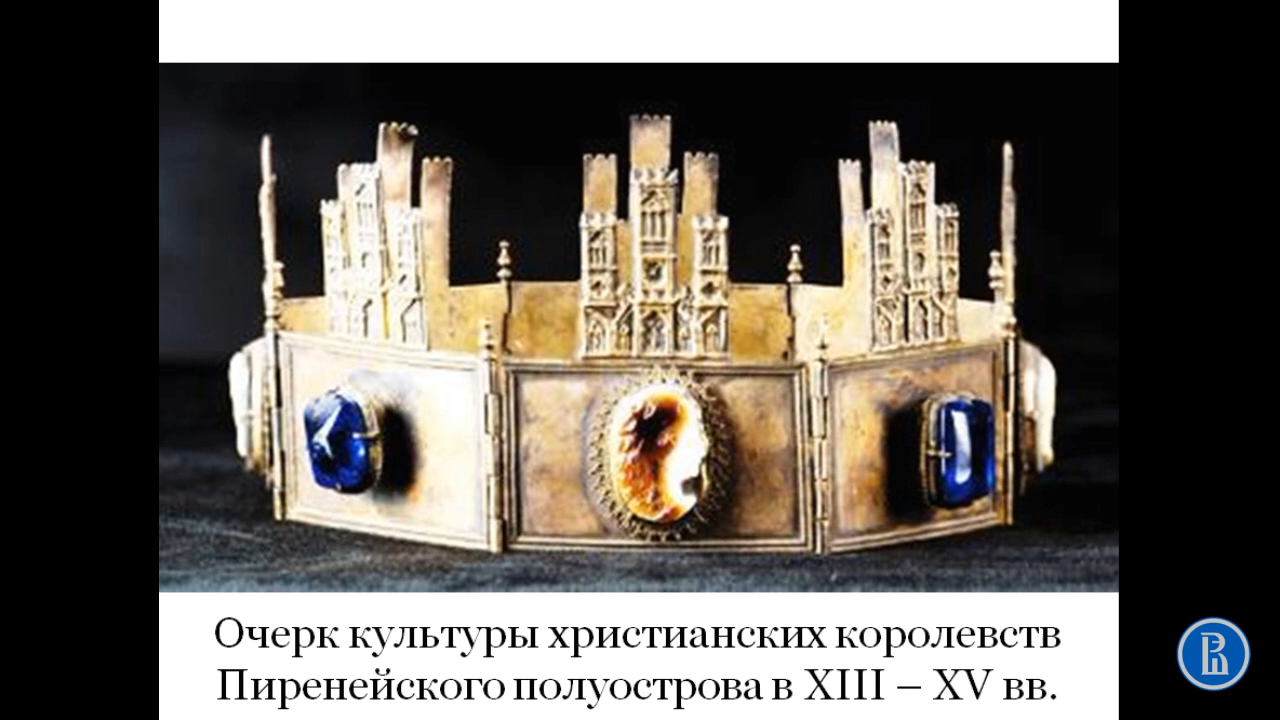 Очерк культуры христианских королевств
Пиренейского полуострова в XIII – XV вв.